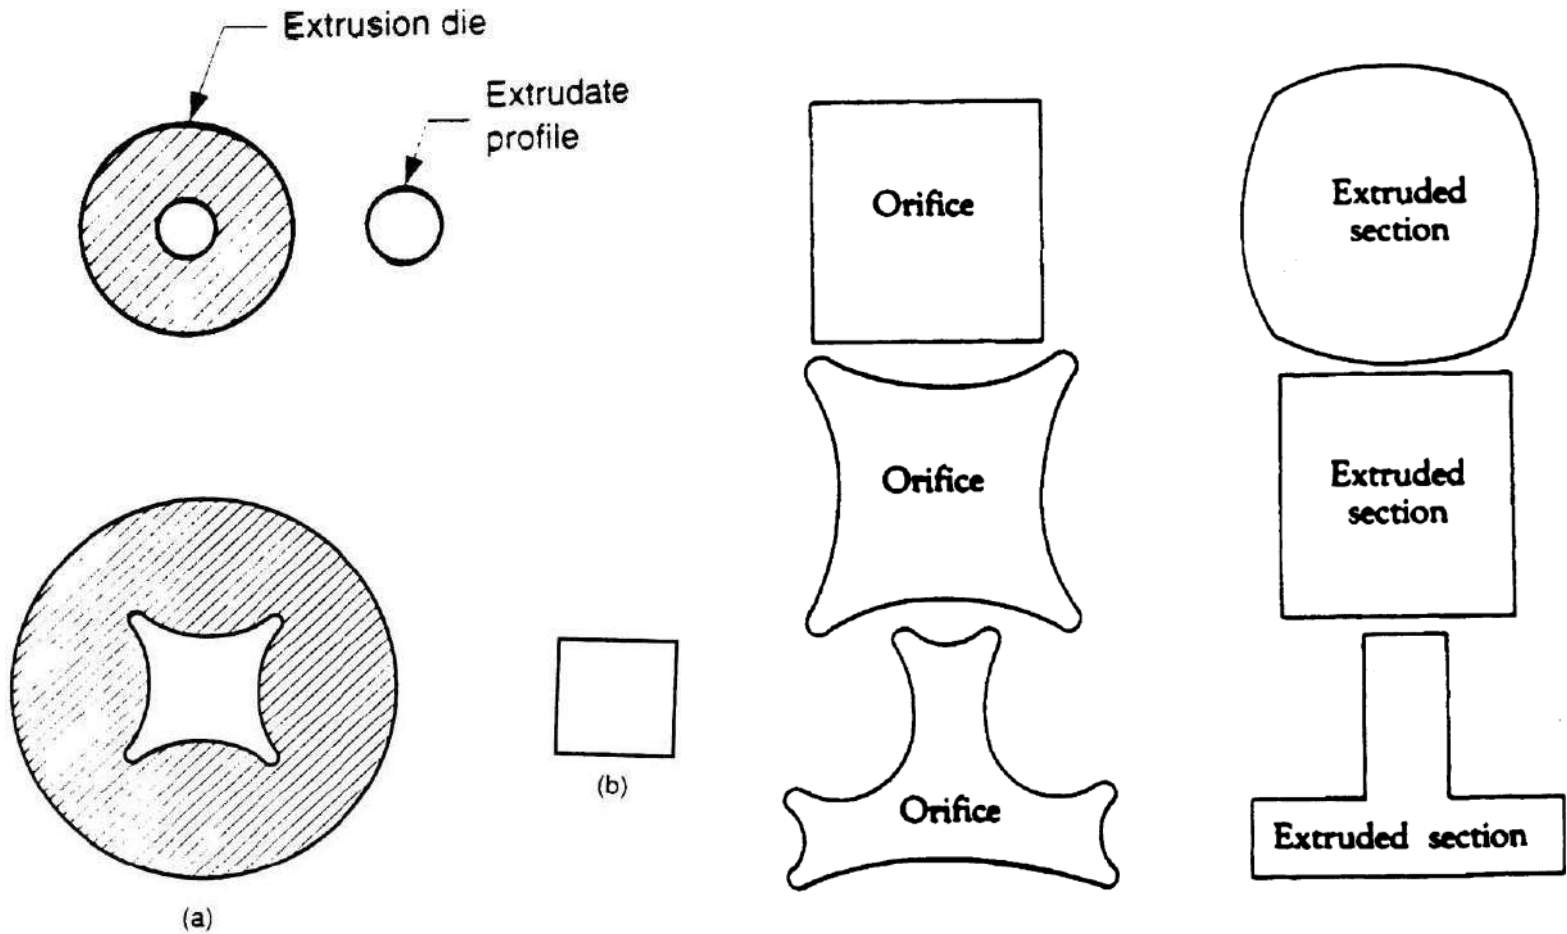 Extrusion die
Extrudate
profile
(a)
(b)
Orifice
Extruded
section
Orifice
Extruded
section
Orifice
Extruded section